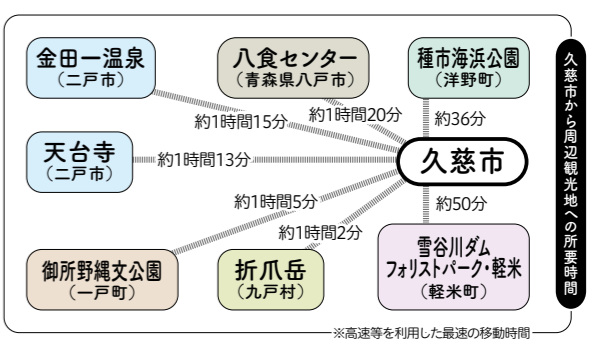 金田一温泉
（二戸市）
八食センター
（青森県八戸市）
種市海浜公園
（洋野町）
約1時間15分
約1時間20分
約36分
天台寺
（二戸市）
約1時間13分
久慈市
約1時間5分
約1時間2分
約50分
御所野縄文公園
（一戸町）
折爪岳
（九戸村）
雪谷川ダム
フォリストパーク・軽米
（軽米町）
久慈市から周辺観光地への所要時間
※高速等を利用した最速の移動時間